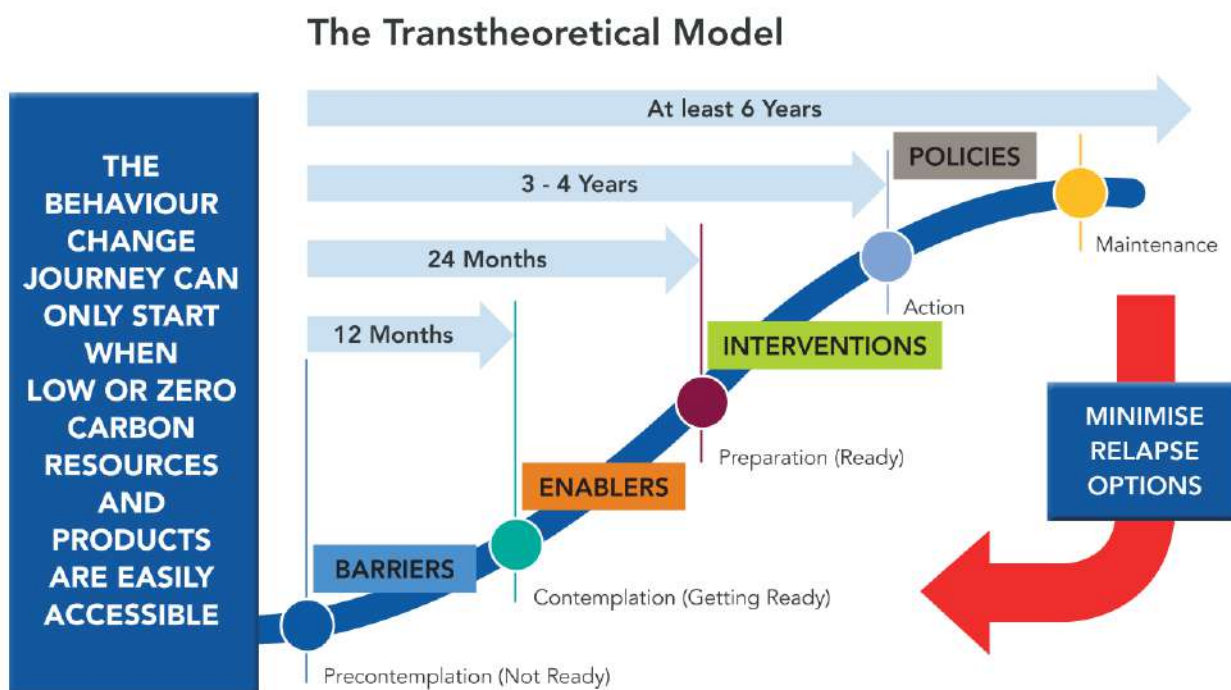 The Transtheoretical Model
THE
BEHAVIOUR
CHANGE
JOURNEY CAN
ONLY START
WHEN
LOW OR ZERO
CARBON
RESOURCES
AND
PRODUCTS
ARE EASILY
ACCESSIBLE
At least 6 Years
POLICIES
3 - 4 Years
Maintenance
24 Months
Action
12 Months
INTERVENTIONS
MINIMISE
RELAPSE
OPTIONS
Preparation (Ready)
ENABLERS
BARRIERS
Contemplation (Getting Ready)
Precontemplation (Not Ready)